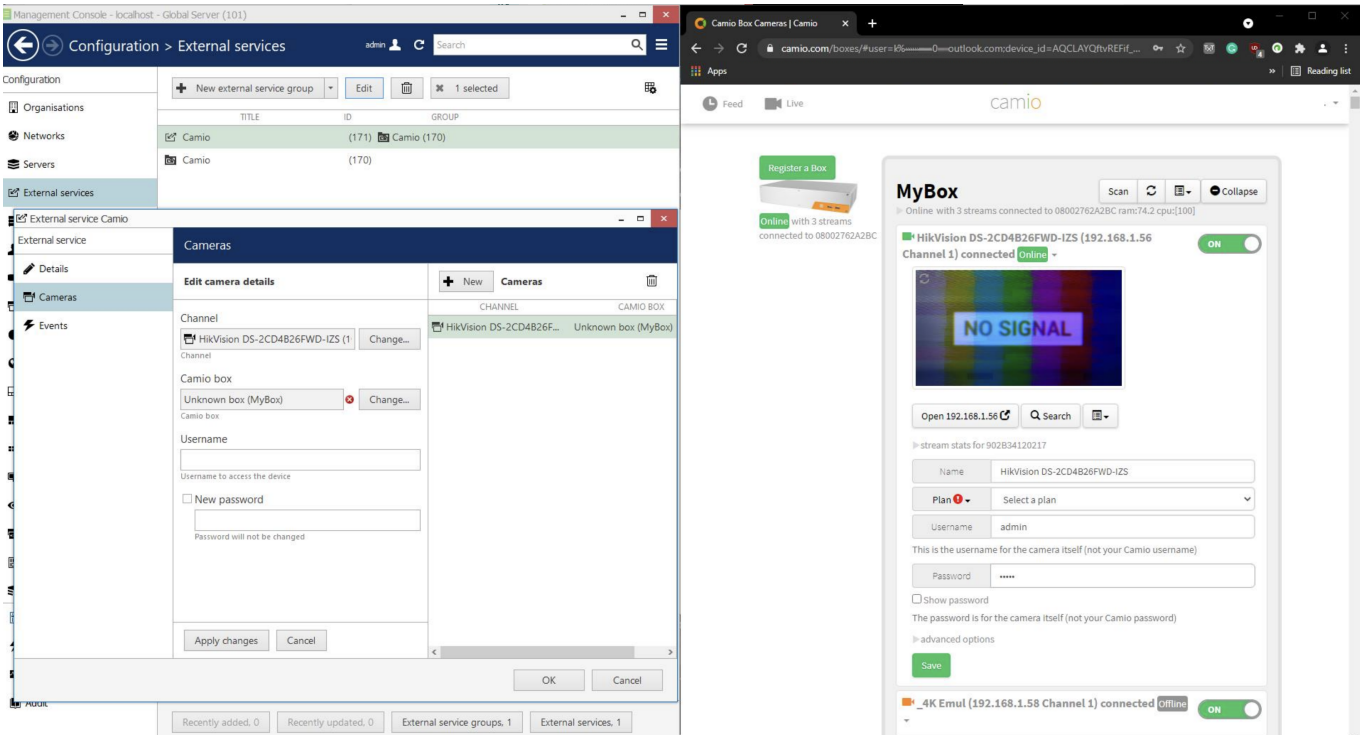 Management Console - localhost - Global Server (101)
Configuration > External services
admin
Search
Configuration
Organisations
Networks
Servers
External services
Audit
New external service group
Edit
1 selected
TITLE ID GROUP
Camio (171) Camio (170)
Camio (170)
External service Camio
External service
Details
Cameras
Events
Cameras
Edit camera details
Channel
HikVision DS-2CD4B26FWD-IZS (1
Change...
Channel
Camio box
Unknown box (MyBox)
Change...
Camio box
Username
Username to access the device
New password
Password will not be changed
Apply changes
Cancel
New
Cameras
CHANNEL CAMIO BOX
HikVision DS-2CD4B26F... Unknown box (MyBox)
OK
Cancel
Recently added, 0
Recently updated, 0
External service groups, 1
External services, 1
Camio Box Cameras | Camio
Apps
Reading list
Feed
Live
camio
Register a Box
Online with 3 streams
connected to 08002762A2BC
MyBox
Scan
Collapse
Online with 3 streams connected to 08002762A2BC ram:74.2 cpu:[100]
HikVision DS-2CD4B26FWD-IZS (192.168.1.56
Channel 1) connected Online
ON
NO SIGNAL
Open 192.168.1.56
Search
stream stats for 902B34120217
Name
HikVision DS-2CD4B26FWD-IZS
Plan
Select a plan
Username
admin
This is the username for the camera itself (not your Camio username)
Password
•••••
Show password
The password is for the camera itself (not your Camio password)
advanced options
Save
_4K Emul (192.168.1.58 Channel 1) connected Offline
ON